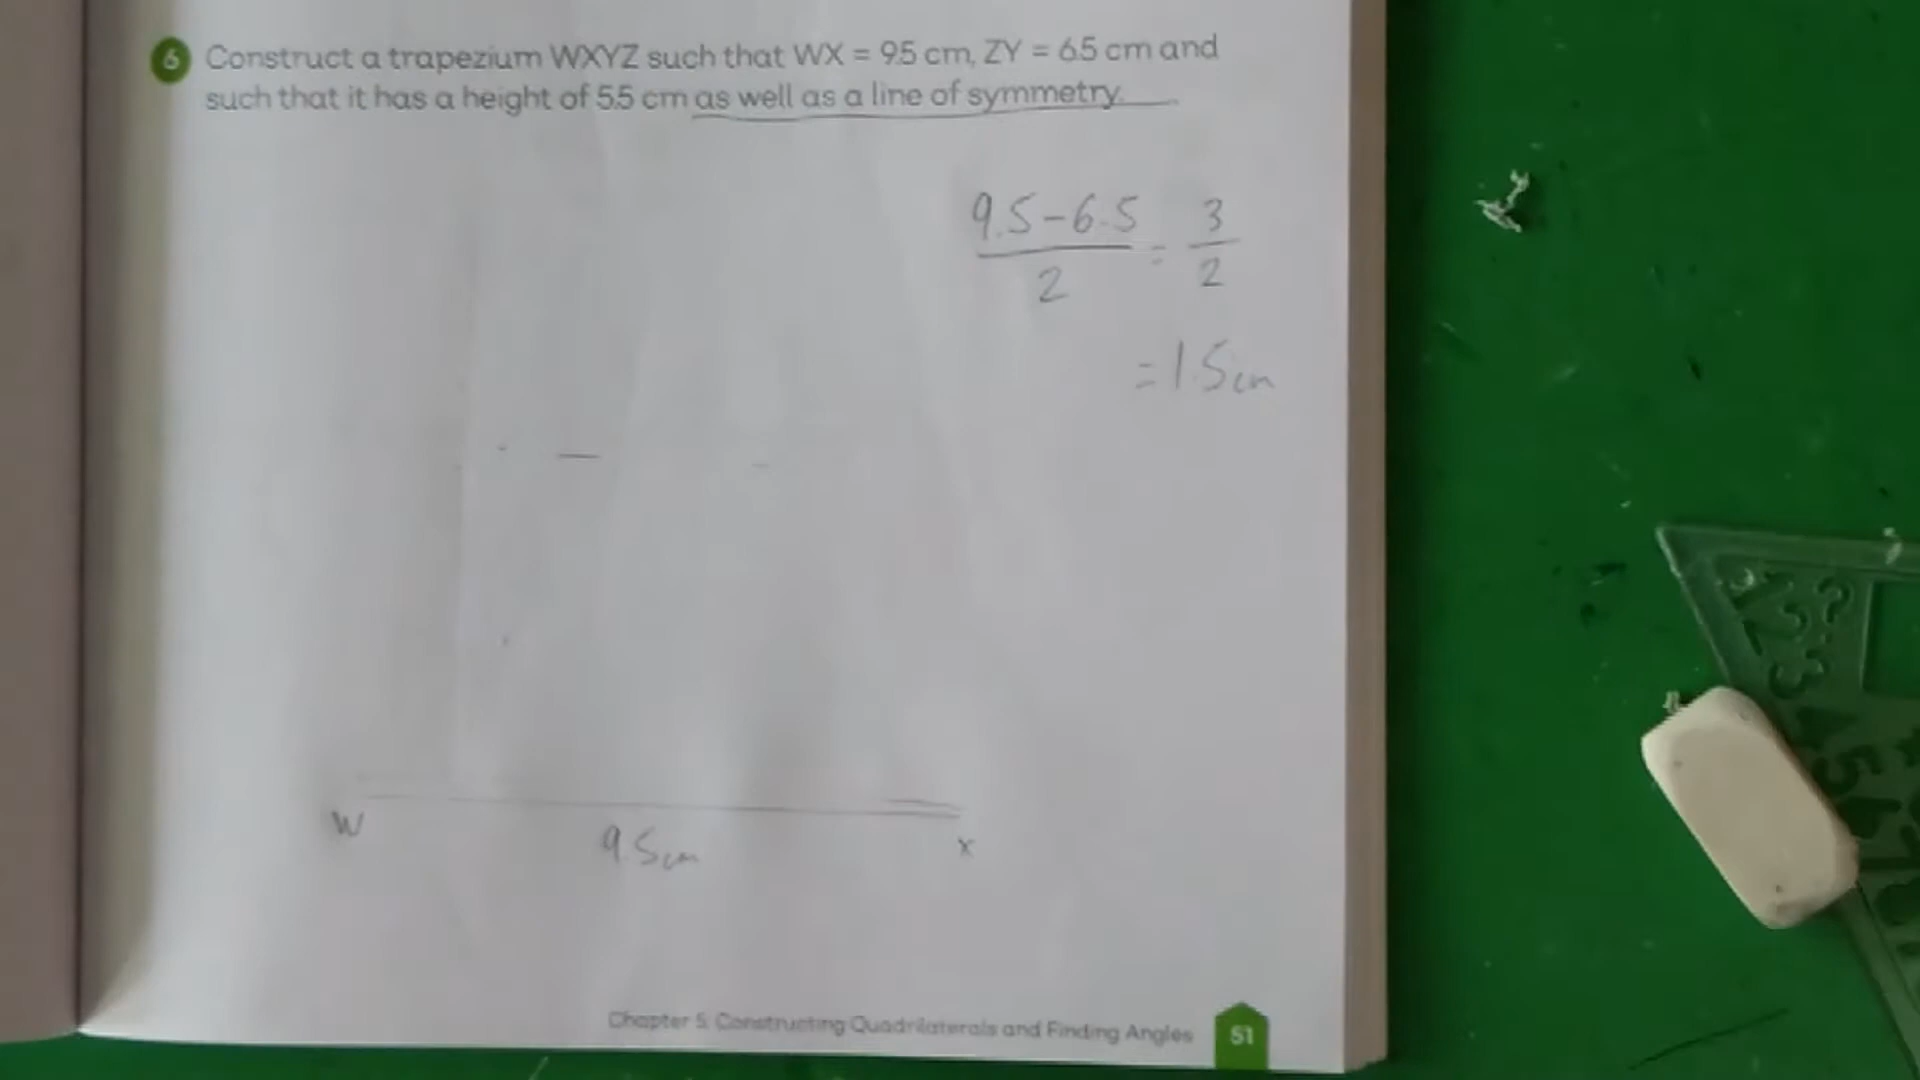 6 Construct a trapezium WXYZ such that WX = 9.5 cm, ZY = 6.5 cm and
such that it has a height of 5.5 cm as well as a line of symmetry.
9.5-6.5 / 2 = 3 / 2
=1.5cm
W 9.5cm X
Chapter 5: Constructing Quadrilaterals and Finding Angles 51